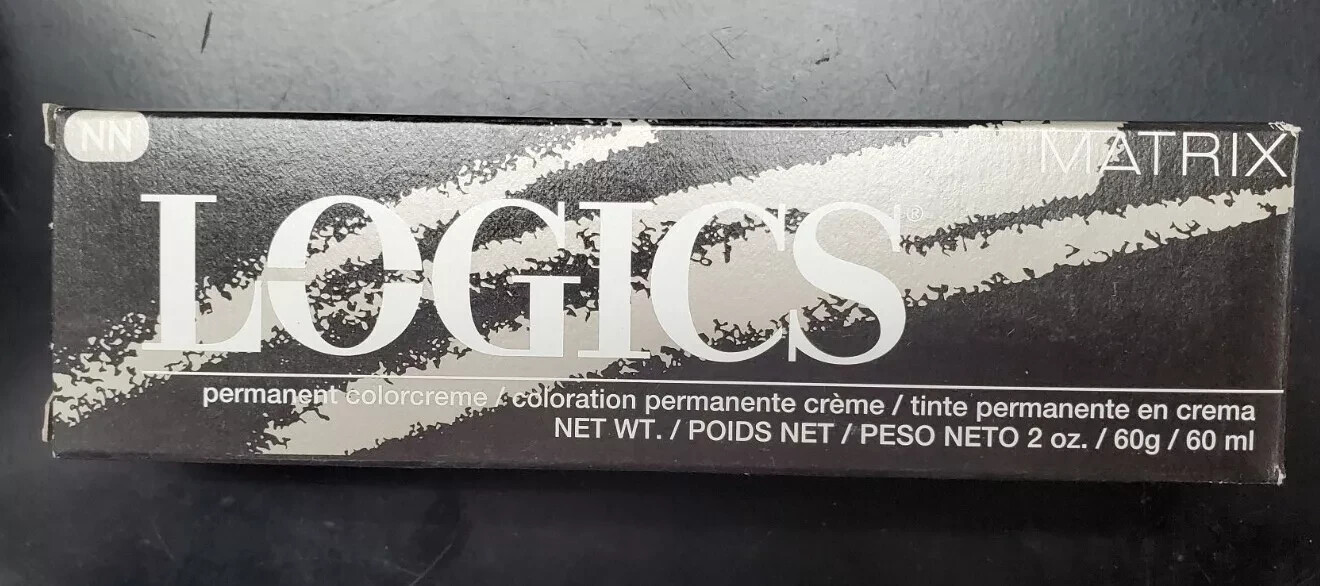 NN
MATRIX
LOGICS®
permanent colorcreme / coloration permanente crème / tinte permanente en crema
NET WT. / POIDS NET / PESO NETO 2 oz. / 60g / 60 ml